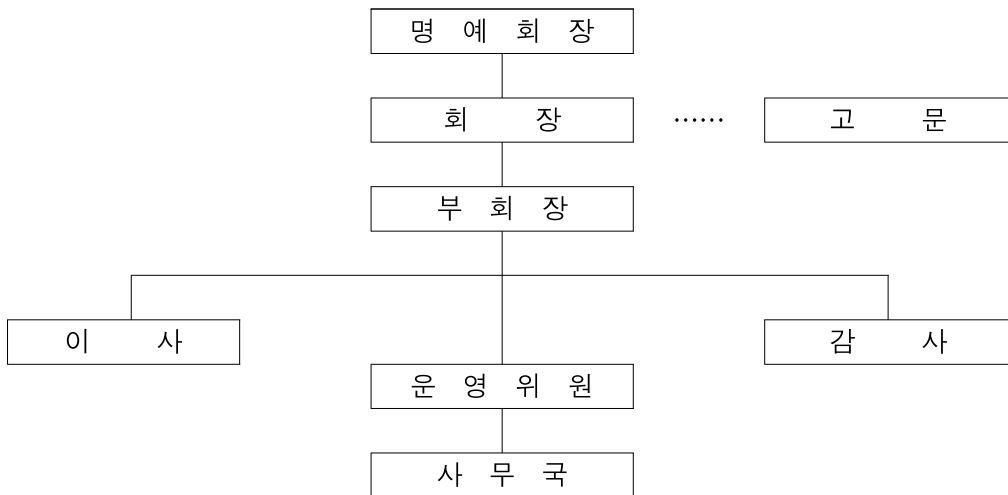 명 예 회 장
회 장 …… 고 문
부 회 장
이 사 감 사
운 영 위 원
사 무 국